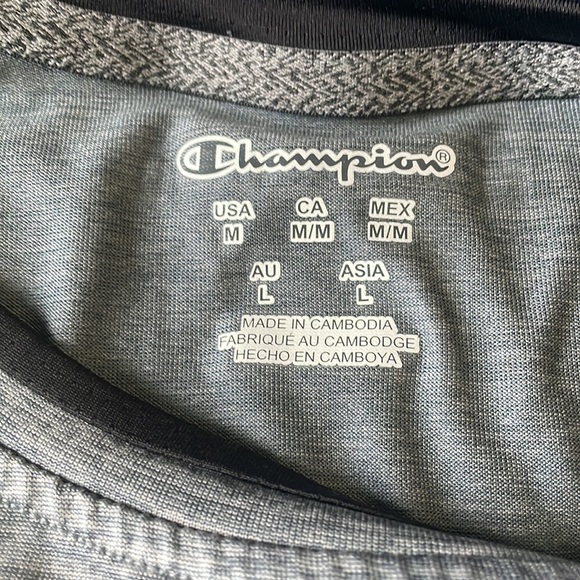 Champion®
USA CA MEX
M M/M M/M
AU ASIA
L L
MADE IN CAMBODIA
FABRIQUÉ AU CAMBODGE
HECHO EN CAMBOYA